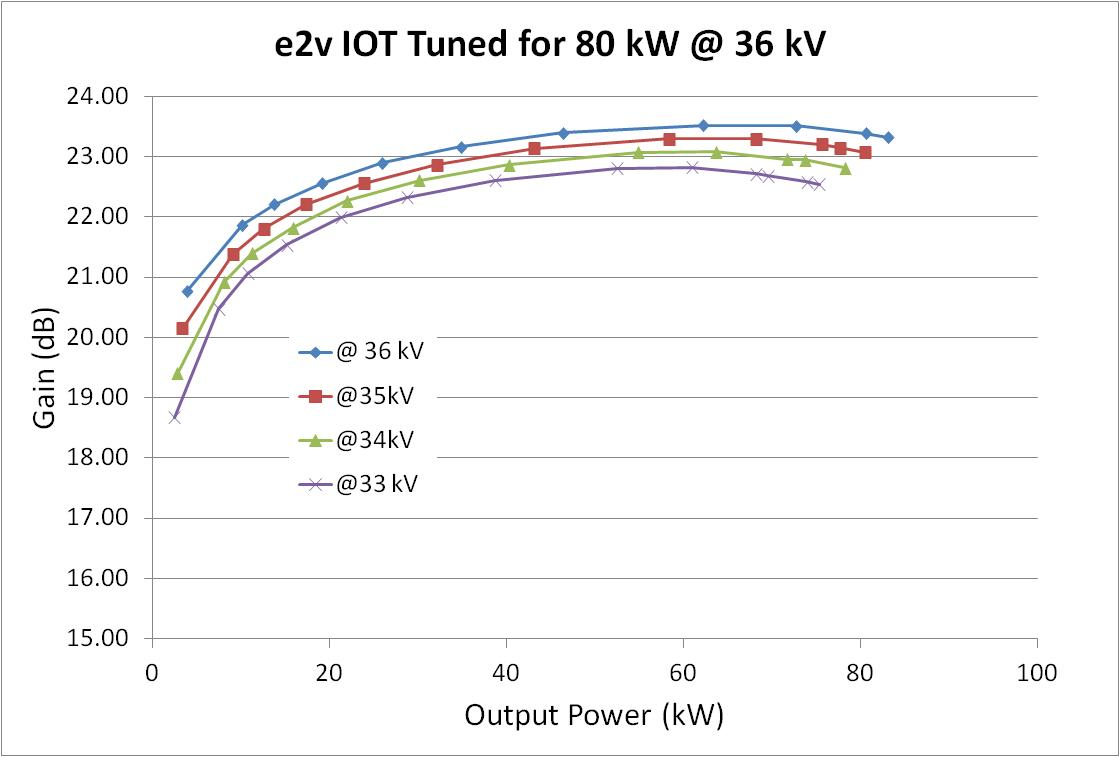 e2v IOT Tuned for 80 kW @ 36 kV
24.00
23.00
22.00
21.00
20.00
19.00
18.00
17.00
16.00
15.00
Gain (dB)
@ 36 kV
@35kV
@34kV
@33 kV
0 20 40 60 80 100
Output Power (kW)